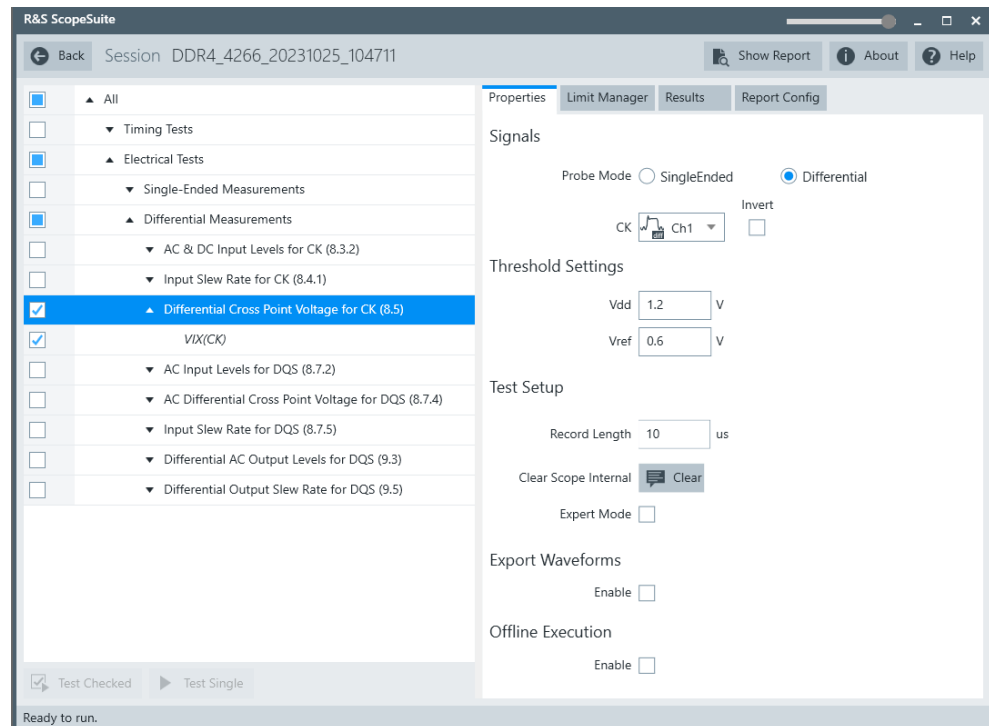 R&S ScopeSuite
Back Session DDR4_4266_20231025_104711 Show Report About Help
All
Timing Tests
Electrical Tests
Single-Ended Measurements
Differential Measurements
AC & DC Input Levels for CK (8.3.2)
Input Slew Rate for CK (8.4.1)
Differential Cross Point Voltage for CK (8.5)
VIX(CK)
AC Input Levels for DQS (8.7.2)
AC Differential Cross Point Voltage for DQS (8.7.4)
Input Slew Rate for DQS (8.7.5)
Differential AC Output Levels for DQS (9.3)
Differential Output Slew Rate for DQS (9.5)
Test Checked Test Single
Properties Limit Manager Results Report Config
Signals
Probe Mode SingleEnded Differential
Invert
CK diff Ch1
Threshold Settings
Vdd 1.2 V
Vref 0.6 V
Test Setup
Record Length 10 us
Clear Scope Internal Clear
Expert Mode
Export Waveforms
Enable
Offline Execution
Enable
Ready to run.